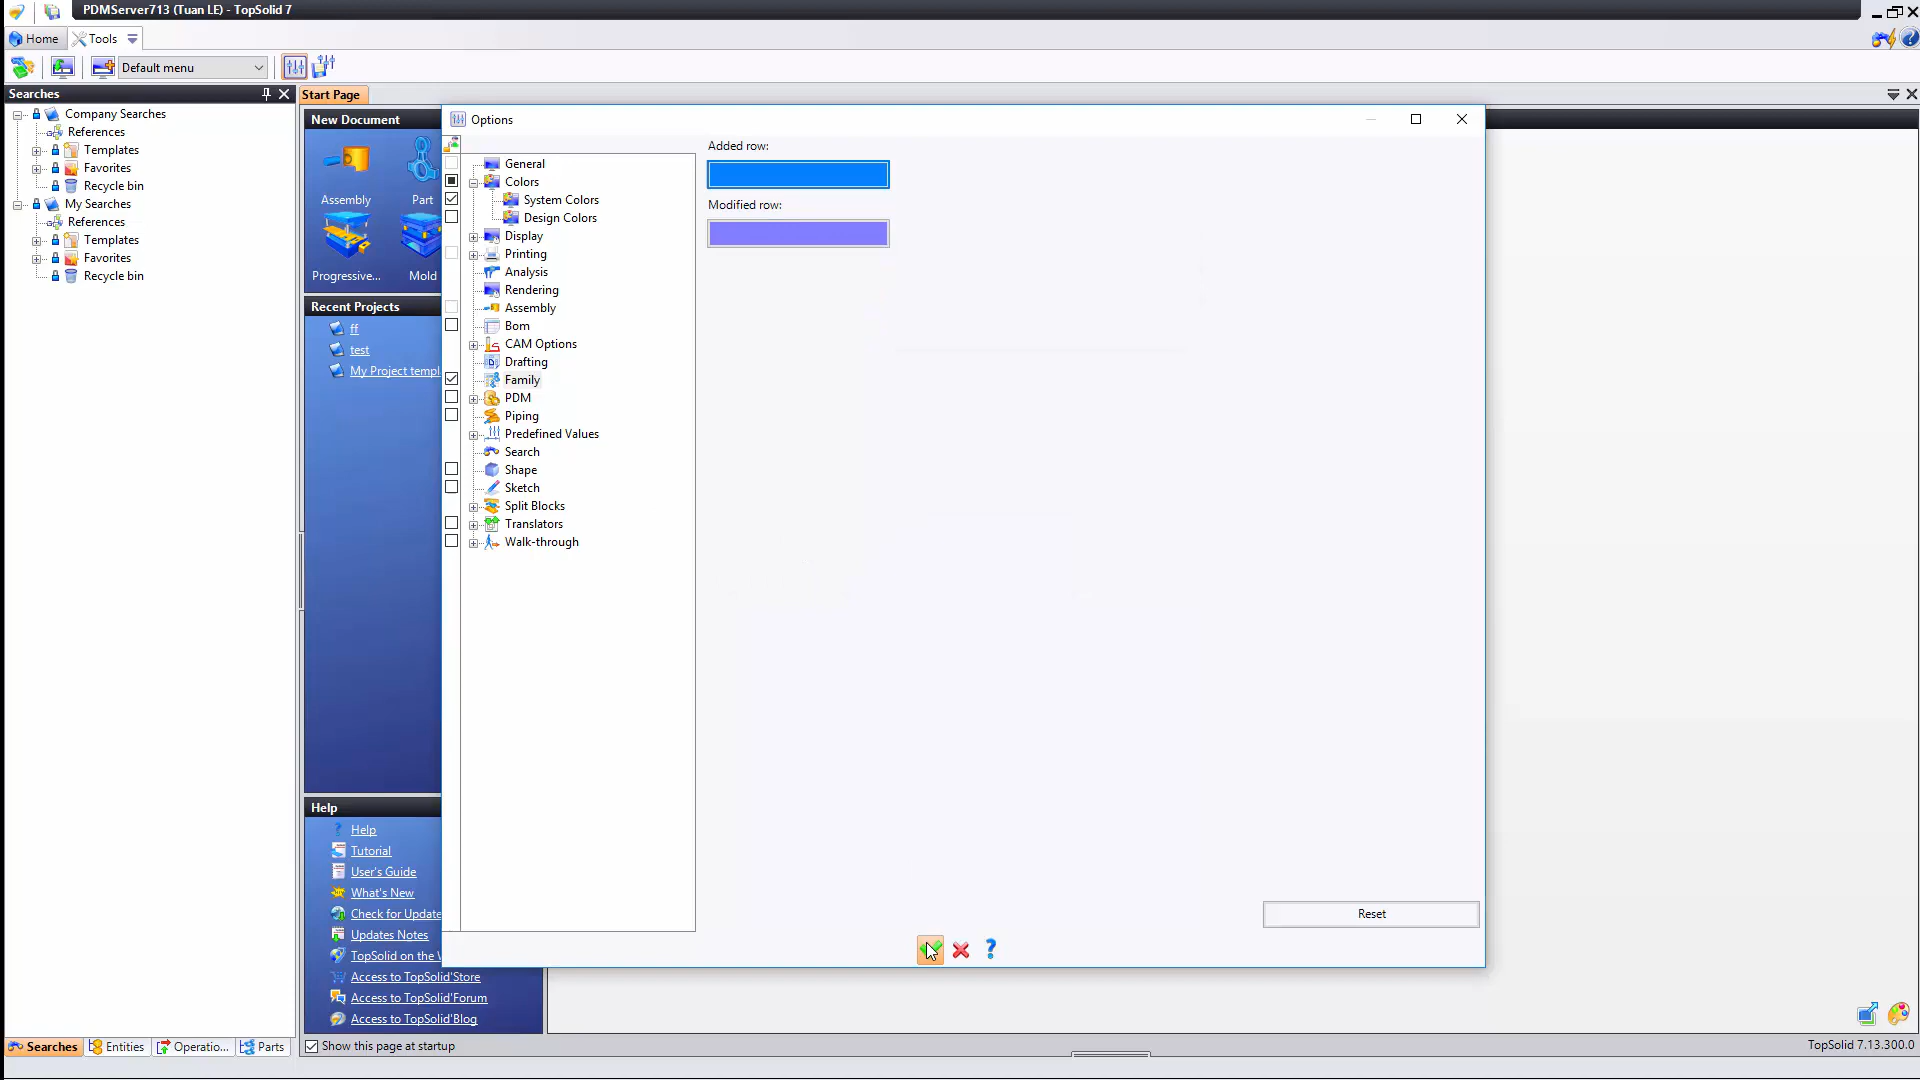 PDMServer713 (Tuan LE) - TopSolid 7
Home
Tools
Default menu
Searches
Company Searches
References
Templates
Favorites
Recycle bin
My Searches
References
Templates
Favorites
Recycle bin
Searches
Entities
Operatio...
Parts
Start Page
New Document
Assembly
Part
Progressive...
Mold
Recent Projects
ff
test
My Project templ
Help
Help
Tutorial
User's Guide
What's New
Check for Update
Updates Notes
TopSolid on the
Access to TopSolid'Store
Access to TopSolid'Forum
Access to TopSolid'Blog
Show this page at startup
Options
General
Colors
System Colors
Design Colors
Display
Printing
Analysis
Rendering
Assembly
Bom
CAM Options
Drafting
Family
PDM
Piping
Predefined Values
Search
Shape
Sketch
Split Blocks
Translators
Walk-through
Added row:
Modified row:
Reset
TopSolid 7.13.300.0